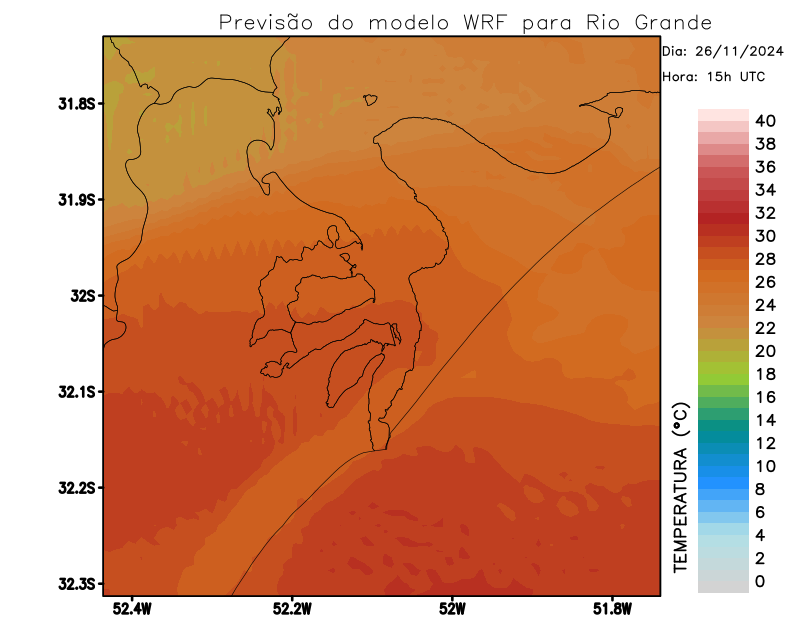 Previsão do modelo WRF para Rio Grande
Dia: 26/11/2024
Hora: 15h UTC
31.8S
31.9S
32S
32.1S
32.2S
32.3S
52.4W
52.2W
52W
51.8W
TEMPERATURA (°C)
40
38
36
34
32
30
28
26
24
22
20
18
16
14
12
10
8
6
4
2
0